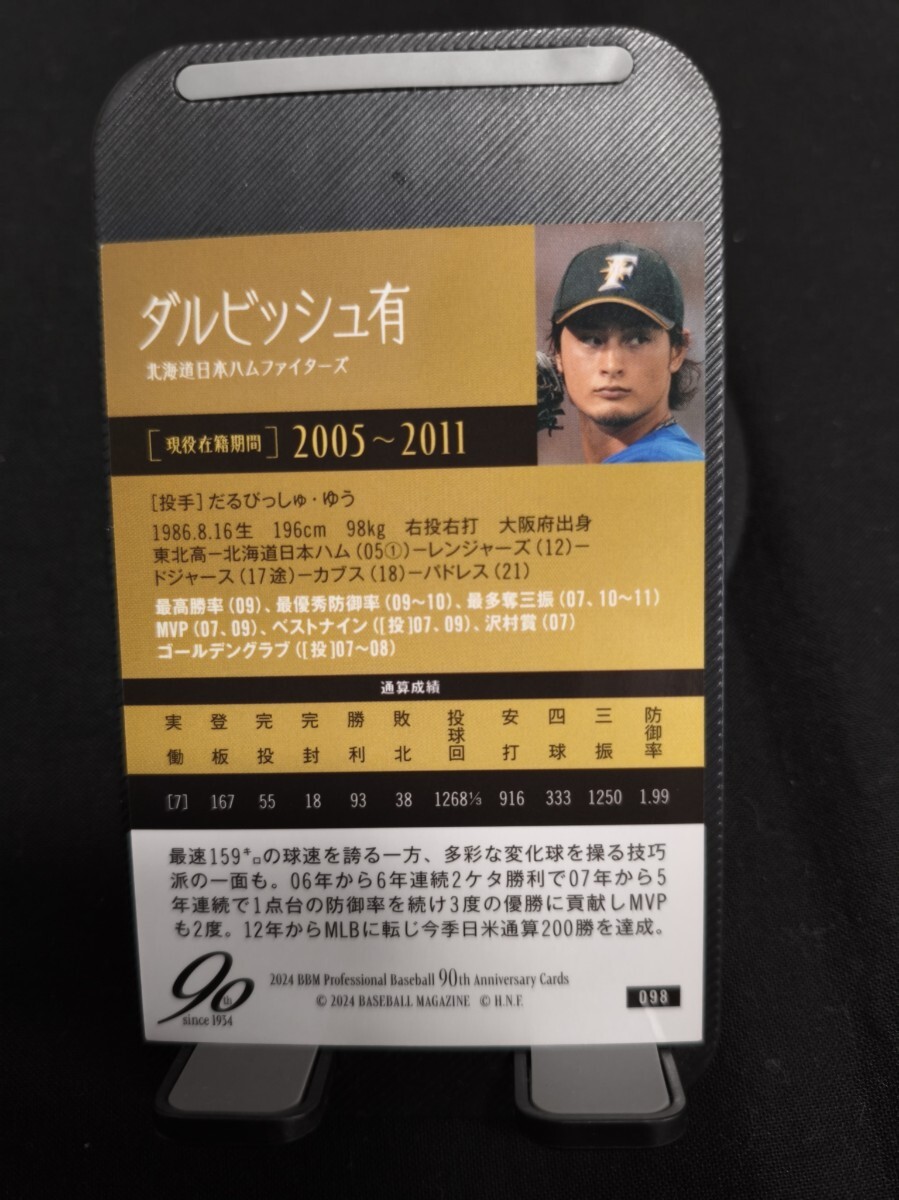 ダルビッシュ有
北海道日本ハムファイターズ
F
[現役在籍期間] 2005～2011
[投手]だるびっしゅ・ゆう
1986.8.16生 196cm 98kg 右投右打 大阪府出身
東北高－北海道日本ハム(05①)－レンジャーズ(12)－
ドジャース(17途)－カブス(18)－パドレス(21)
最高勝率(09)、最優秀防御率(09～10)、最多奪三振(07、10～11)
MVP(07、09)、ベストナイン([投]07、09)、沢村賞(07)
ゴールデングラブ([投]07～08)
通算成績
実働 登板 完投 完封 勝利 敗北 投球回 安打 四球 三振 防御率
[7] 167 55 18 93 38 1268⅓ 916 333 1250 1.99
最速159㌔の球速を誇る一方、多彩な変化球を操る技巧
派の一面も。06年から6年連続2ケタ勝利で07年から5
年連続で1点台の防御率を続け3度の優勝に貢献しMVP
も2度。12年からMLBに転じ今季日米通算200勝を達成。
90th
since 1934
2024 BBM Professional Baseball 90th Anniversary Cards
© 2024 BASEBALL MAGAZINE © H.N.F.
098